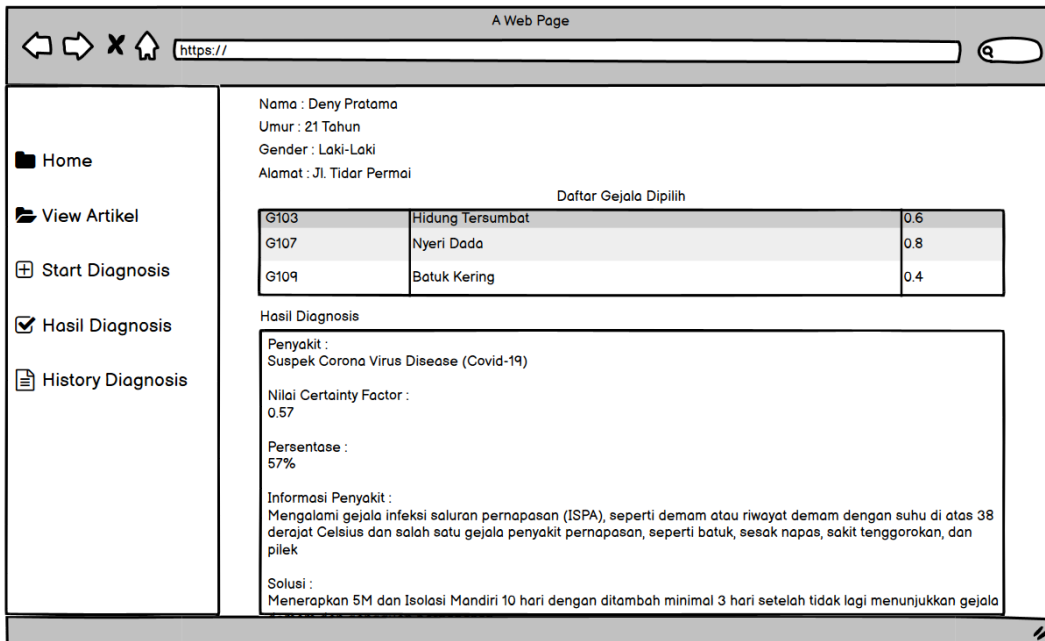 A Web Page
https://
Home
View Artikel
Start Diagnosis
Hasil Diagnosis
History Diagnosis
Nama : Deny Pratama
Umur : 21 Tahun
Gender : Laki-Laki
Alamat : Jl. Tidar Permai
Daftar Gejala Dipilih
G103 Hidung Tersumbat 0.6
G107 Nyeri Dada 0.8
G109 Batuk Kering 0.4
Hasil Diagnosis
Penyakit :
Suspek Corona Virus Disease (Covid-19)
Nilai Certainty Factor :
0.57
Persentase :
57%
Informasi Penyakit :
Mengalami gejala infeksi saluran pernapasan (ISPA), seperti demam atau riwayat demam dengan suhu di atas 38
derajat Celsius dan salah satu gejala penyakit pernapasan, seperti batuk, sesak napas, sakit tenggorokan, dan
pilek
Solusi :
Menerapkan 5M dan Isolasi Mandiri 10 hari dengan ditambah minimal 3 hari setelah tidak lagi menunjukkan gejala